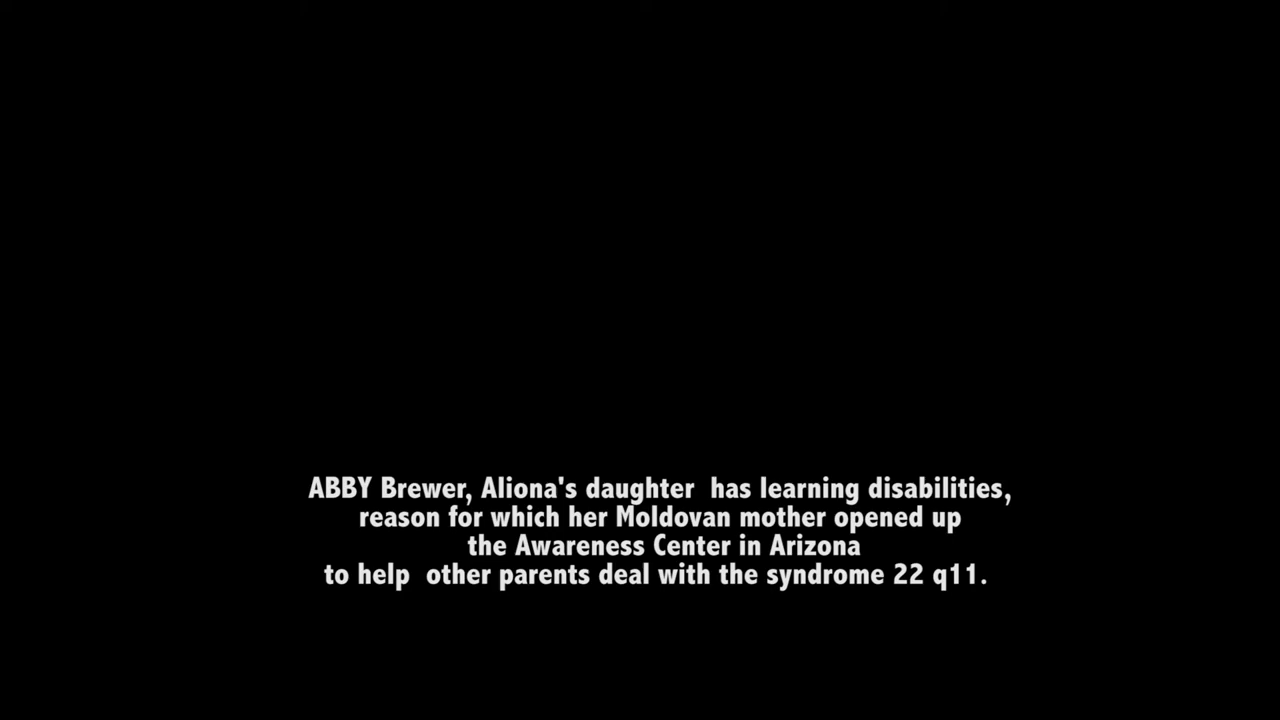 ABBY Brewer, Aliona's daughter  has learning disabilities,
reason for which her Moldovan mother opened up
the Awareness Center in Arizona
to help  other parents deal with the syndrome 22 q11.